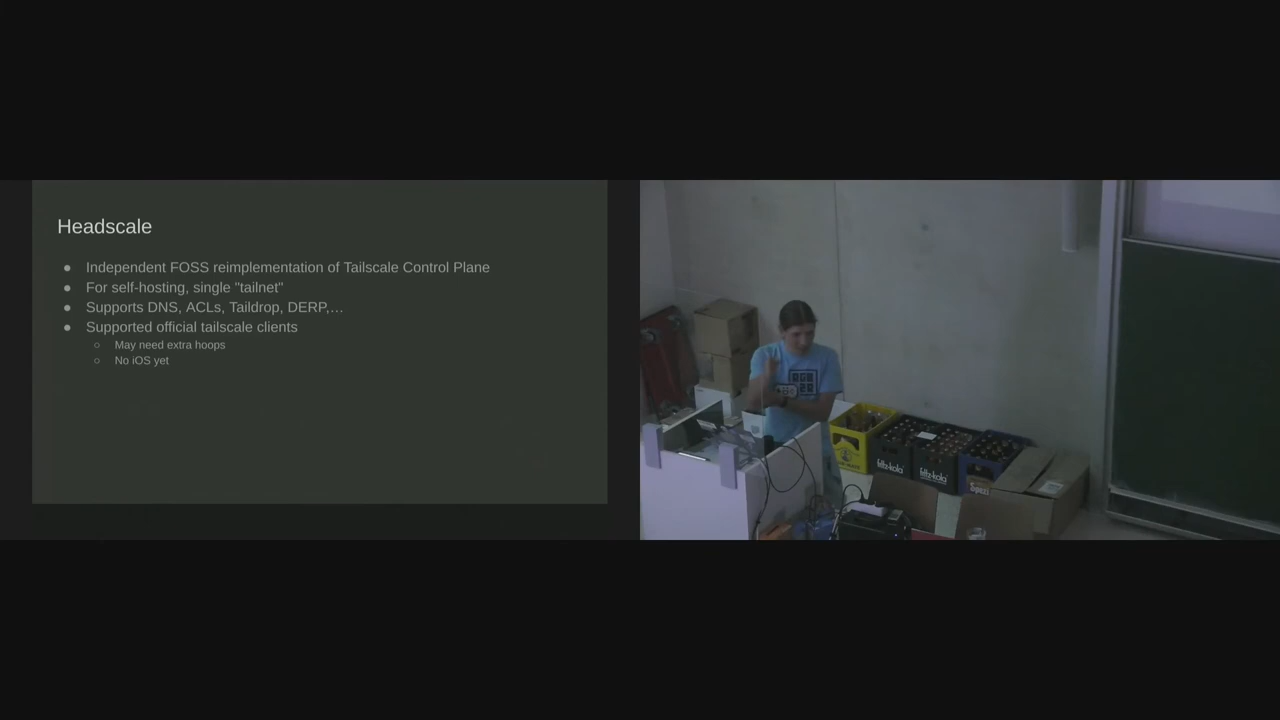 Headscale
● Independent FOSS reimplementation of Tailscale Control Plane
● For self-hosting, single "tailnet"
● Supports DNS, ACLs, Taildrop, DERP,…
● Supported official tailscale clients
○ May need extra hoops
○ No iOS yet
fritz-kola
fritz-kola